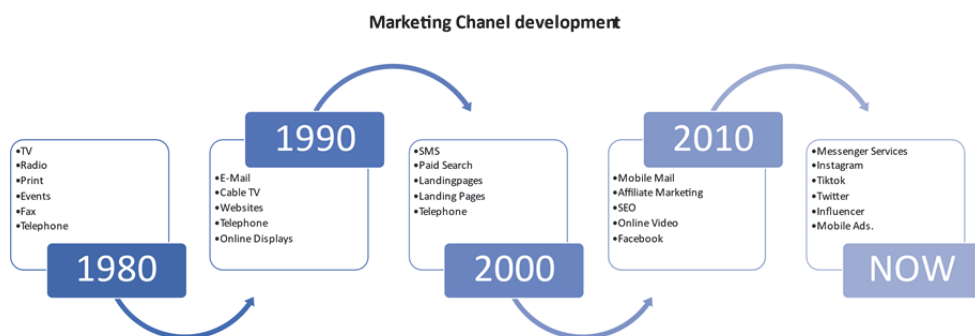 Marketing Chanel development
•TV
•Radio
•Print
•Events
•Fax
•Telephone
1980
1990
•E-Mail
•Cable TV
•Websites
•Telephone
•Online Displays
•SMS
•Paid Search
•Landingpages
•Landing Pages
•Telephone
2000
2010
•Mobile Mail
•Affiliate Marketing
•SEO
•Online Video
•Facebook
•Messenger Services
•Instagram
•Tiktok
•Twitter
•Influencer
•Mobile Ads.
NOW